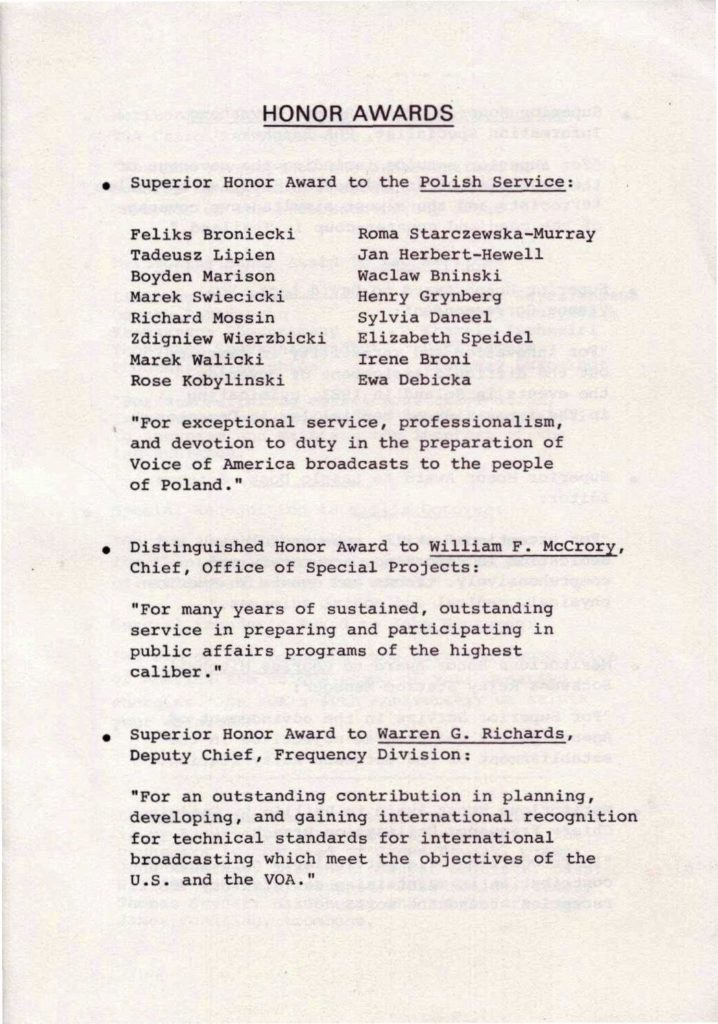 HONOR AWARDS
• Superior Honor Award to the Polish Service:
Feliks Broniecki Roma Starczewska-Murray
Tadeusz Lipien Jan Herbert-Hewell
Boyden Marison Waclaw Bninski
Marek Swiecicki Henry Grynberg
Richard Mossin Sylvia Daneel
Zdigniew Wierzbicki Elizabeth Speidel
Marek Walicki Irene Broni
Rose Kobylinski Ewa Debicka
"For exceptional service, professionalism,
and devotion to duty in the preparation of
Voice of America broadcasts to the people
of Poland."
• Distinguished Honor Award to William F. McCrory,
Chief, Office of Special Projects:
"For many years of sustained, outstanding
service in preparing and participating in
public affairs programs of the highest
caliber."
• Superior Honor Award to Warren G. Richards,
Deputy Chief, Frequency Division:
"For an outstanding contribution in planning,
developing, and gaining international recognition
for technical standards for international
broadcasting which meet the objectives of the
U.S. and the VOA."